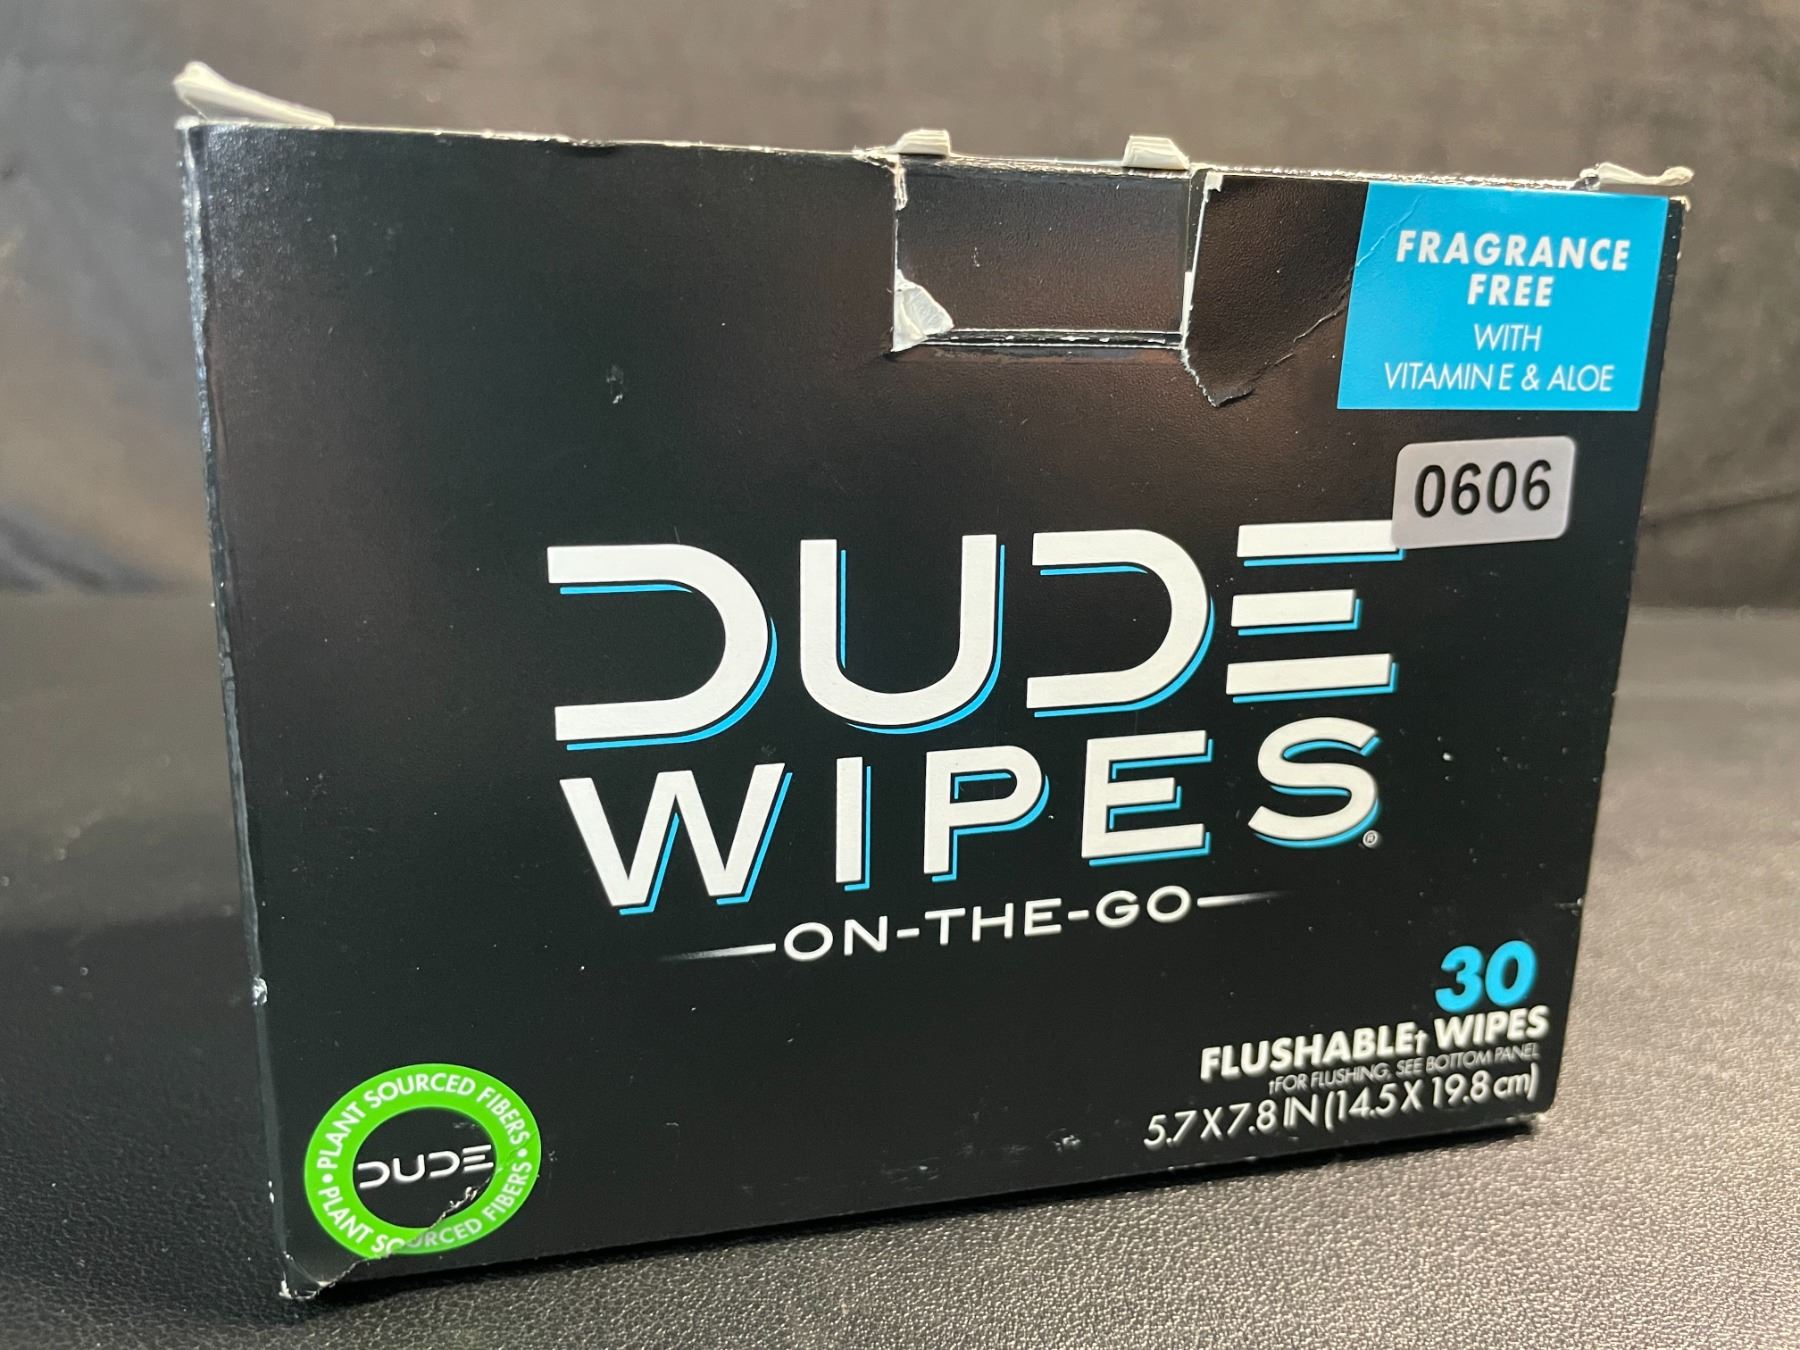 FRAGRANCE
FREE
WITH
VITAMIN E & ALOE
0606
DUDE
WIPES®
ON-THE-GO
30
FLUSHABLE† WIPES
†FOR FLUSHING, SEE BOTTOM PANEL
5.7 X 7.8 IN (14.5 X 19.8 cm)
PLANT SOURCED FIBERS •
DUDE
PLANT SOURCED FIBERS •